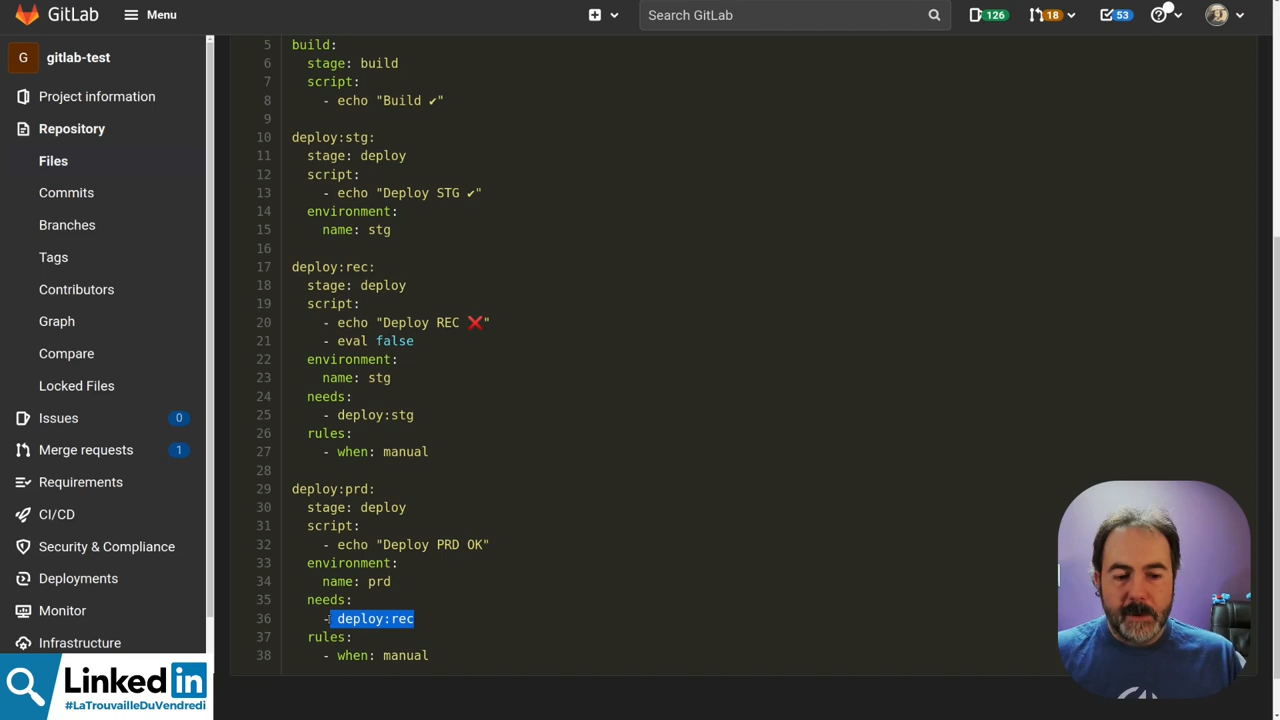 GitLab
Menu
Search GitLab
126
18
53
G
gitlab-test
Project information
Repository
Files
Commits
Branches
Tags
Contributors
Graph
Compare
Locked Files
Issues 0
Merge requests 1
Requirements
CI/CD
Security & Compliance
Deployments
Monitor
Infrastructure
5 build:
6 stage: build
7 script:
8 - echo "Build ✔"
9
10 deploy:stg:
11 stage: deploy
12 script:
13 - echo "Deploy STG ✔"
14 environment:
15 name: stg
16
17 deploy:rec:
18 stage: deploy
19 script:
20 - echo "Deploy REC ❌"
21 - eval false
22 environment:
23 name: stg
24 needs:
25 - deploy:stg
26 rules:
27 - when: manual
28
29 deploy:prd:
30 stage: deploy
31 script:
32 - echo "Deploy PRD OK"
33 environment:
34 name: prd
35 needs:
36 - deploy:rec
37 rules:
38 - when: manual
Linked in
#LaTrouvailleDuVendredi